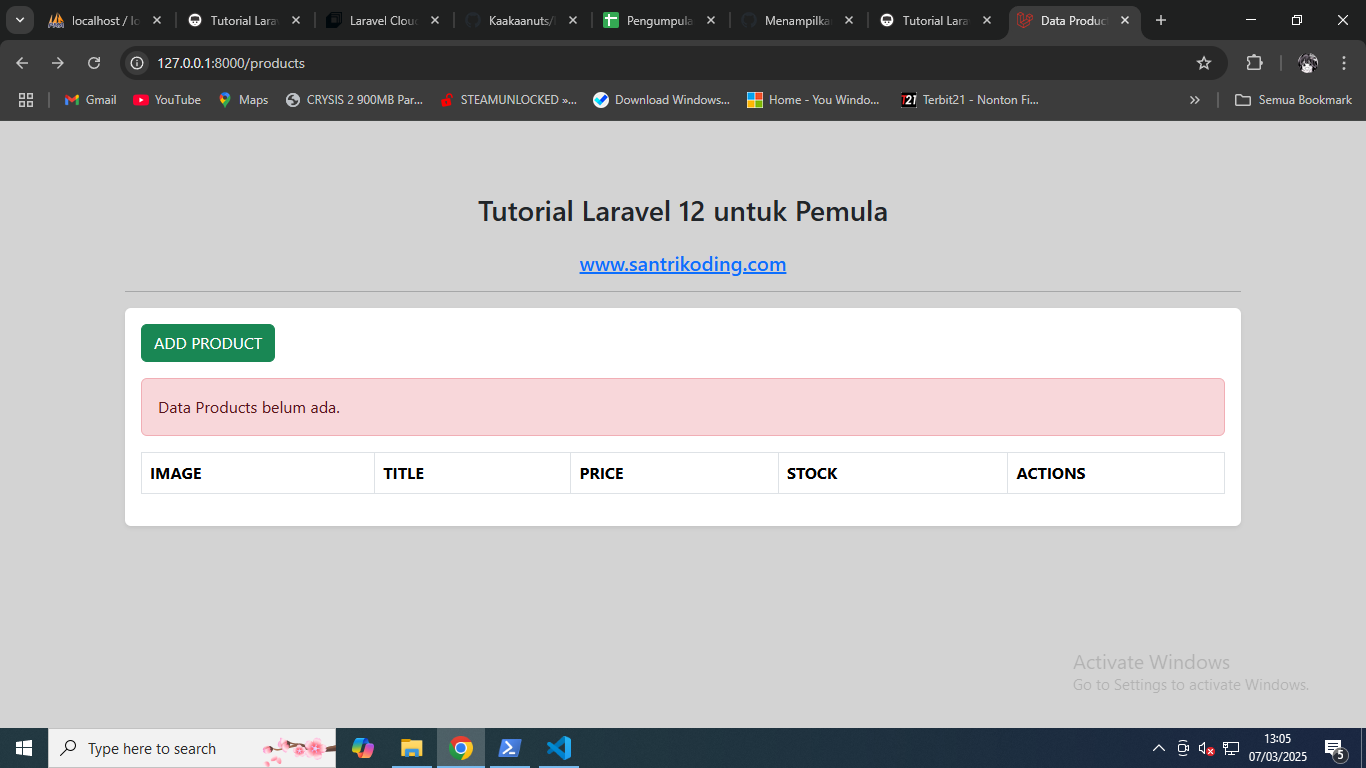 localhost / lo
Tutorial Larav
Laravel Cloud
Kaakaanuts/
Pengumpula
Menampilka
Tutorial Larav
Data Product
127.0.0.1:8000/products
Gmail
YouTube
Maps
CRYSIS 2 900MB Par...
STEAMUNLOCKED »...
Download Windows...
Home - You Windo...
Terbit21 - Nonton Fi...
»
Semua Bookmark
Tutorial Laravel 12 untuk Pemula
www.santrikoding.com
ADD PRODUCT
Data Products belum ada.
IMAGE TITLE PRICE STOCK ACTIONS
Activate Windows
Go to Settings to activate Windows.
Type here to search
13:05
07/03/2025
5